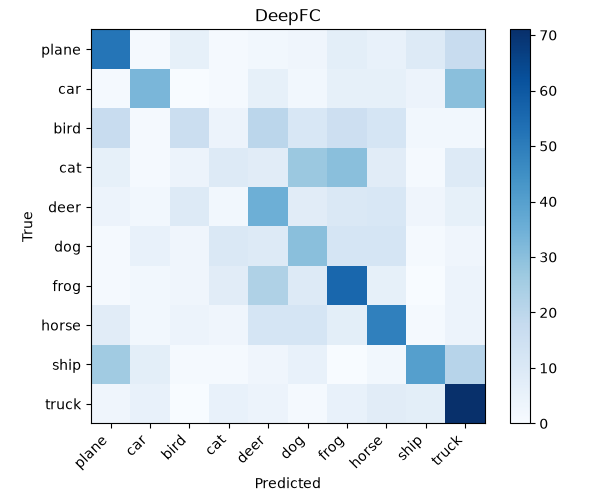 DeepFC
plane
car
bird
cat
deer
dog
frog
horse
ship
truck
True
plane
car
bird
cat
deer
dog
frog
horse
ship
truck
Predicted
70
60
50
40
30
20
10
0